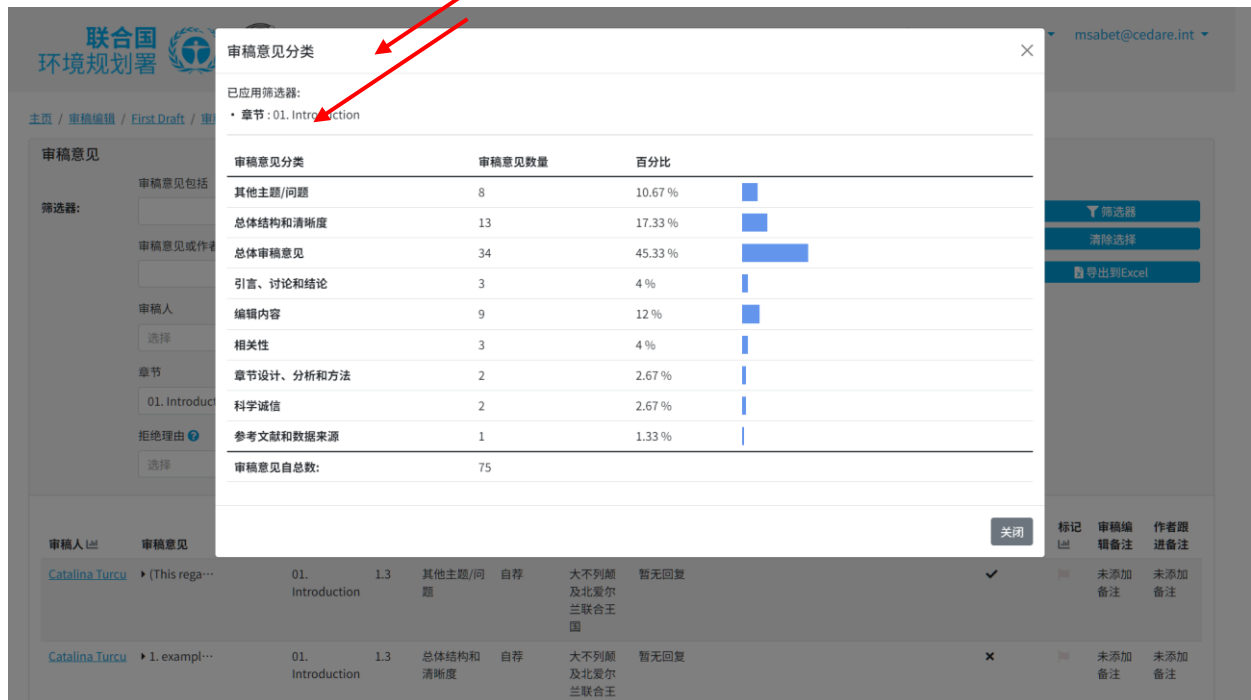 联合国
环境规划署
msabet@cedare.int
审稿意见分类
已应用筛选器:
• 章节 : 01. Introduction
主页 / 审稿编辑 / First Draft / 审
审稿意见
审稿意见包括
筛选器:
审稿意见或作者
审稿人
选择
章节
01. Introduct
拒绝理由
选择
筛选器
清除选择
导出到Excel
审稿意见分类 审稿意见数量 百分比
其他主题/问题 8 10.67 %
总体结构和清晰度 13 17.33 %
总体审稿意见 34 45.33 %
引言、讨论和结论 3 4 %
编辑内容 9 12 %
相关性 3 4 %
章节设计、分析和方法 2 2.67 %
科学诚信 2 2.67 %
参考文献和数据来源 1 1.33 %
审稿意见自总数: 75
关闭
审稿人 审稿意见 标记 审稿编辑备注 作者跟进备注
Catalina Turcu (This rega… 01. 1.3 其他主题/问 自荐 大不列颠 暂无回复 未添加 未添加
Introduction 题 及北爱尔 备注 备注
兰联合王
国
Catalina Turcu 1. exampl… 01. 1.3 总体结构和 自荐 大不列颠 暂无回复 未添加 未添加
Introduction 清晰度 及北爱尔 备注 备注
兰联合王